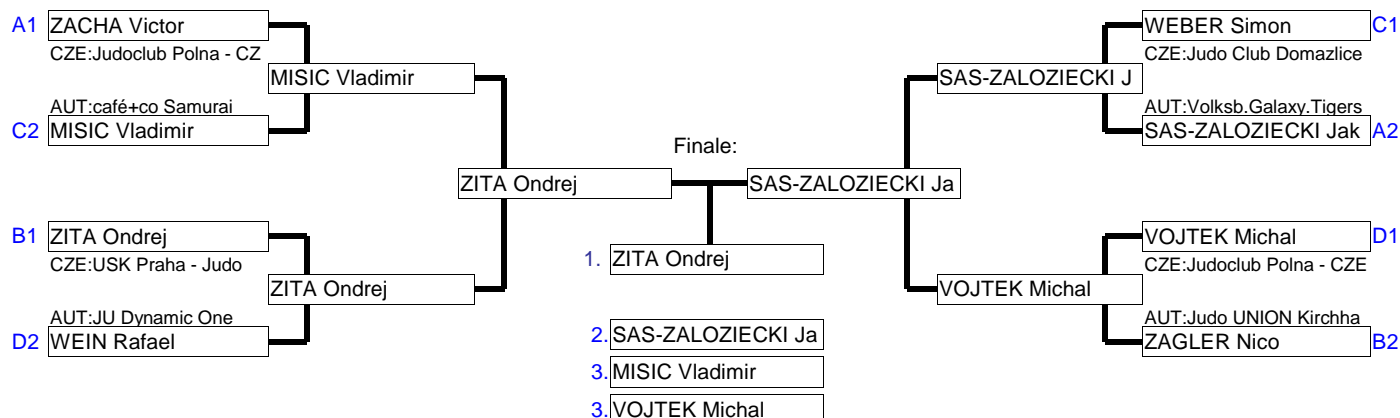 A1 ZACHA Victor
CZE:Judoclub Polna - CZ
MISIC Vladimir
AUT:café+co Samurai
C2 MISIC Vladimir
ZITA Ondrej
B1 ZITA Ondrej
CZE:USK Praha - Judo
ZITA Ondrej
AUT:JU Dynamic One
D2 WEIN Rafael
Finale:
1. ZITA Ondrej
2. SAS-ZALOZIECKI Ja
3. MISIC Vladimir
3. VOJTEK Michal
WEBER Simon C1
CZE:Judo Club Domazlice
SAS-ZALOZIECKI J
AUT:Volksb.Galaxy.Tigers
SAS-ZALOZIECKI Jak A2
SAS-ZALOZIECKI Ja
VOJTEK Michal D1
CZE:Judoclub Polna - CZE
VOJTEK Michal
AUT:Judo UNION Kirchha
ZAGLER Nico B2